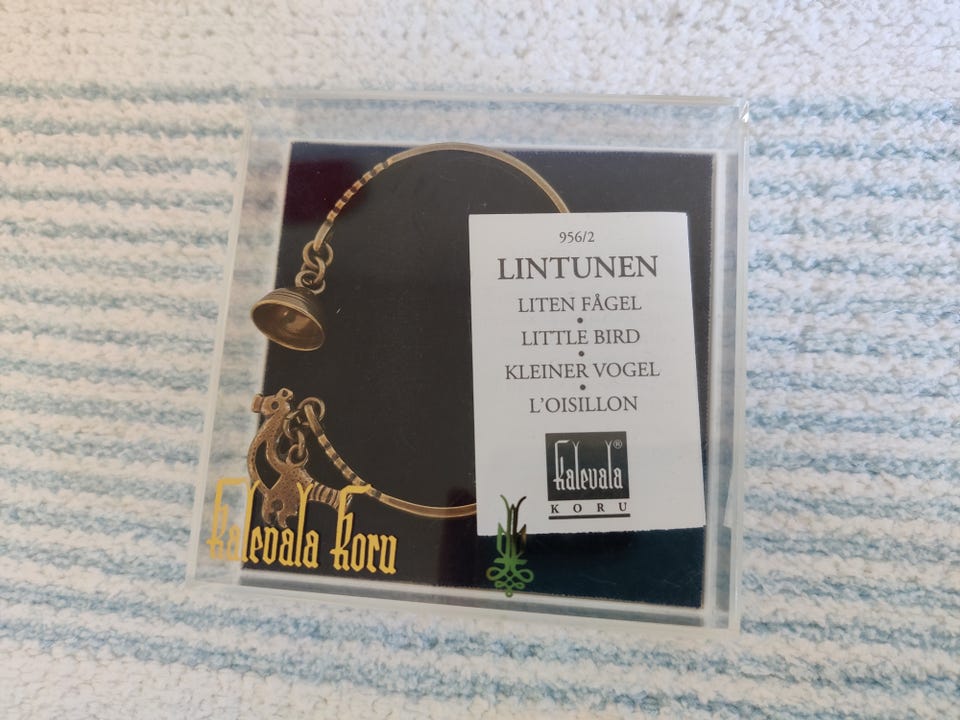 956/2
LINTUNEN
LITEN FÅGEL
•
LITTLE BIRD
•
KLEINER VOGEL
•
L'OISILLON
Kalevala®
KORU
Kalevala Koru